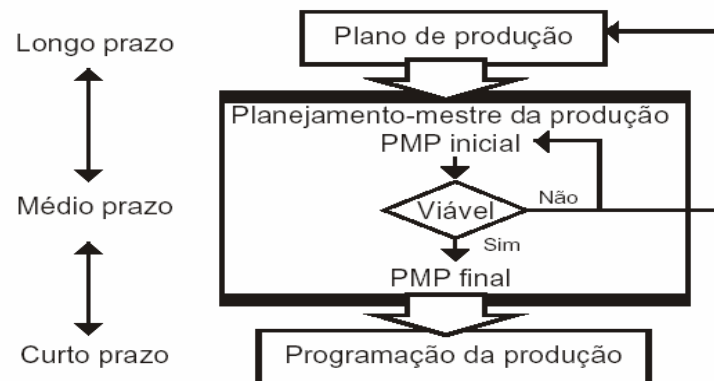 Longo prazo
Plano de produção
Planejamento-mestre da produção
PMP inicial
Médio prazo
Viável
Não
Sim
PMP final
Curto prazo
Programação da produção